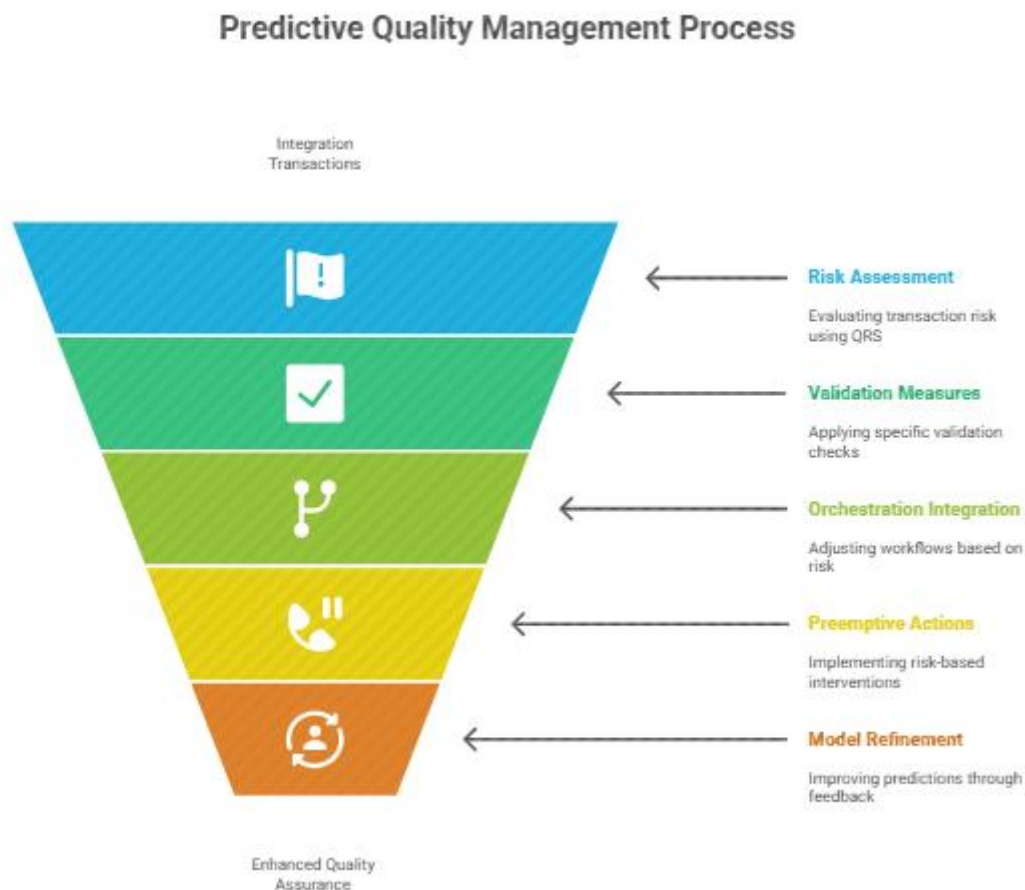 Predictive Quality Management Process
Integration
Transactions
Risk Assessment
Evaluating transaction risk
using QRS
Validation Measures
Applying specific validation
checks
Orchestration Integration
Adjusting workflows based on
risk
Preemptive Actions
Implementing risk-based
interventions
Model Refinement
Improving predictions through
feedback
Enhanced Quality
Assurance